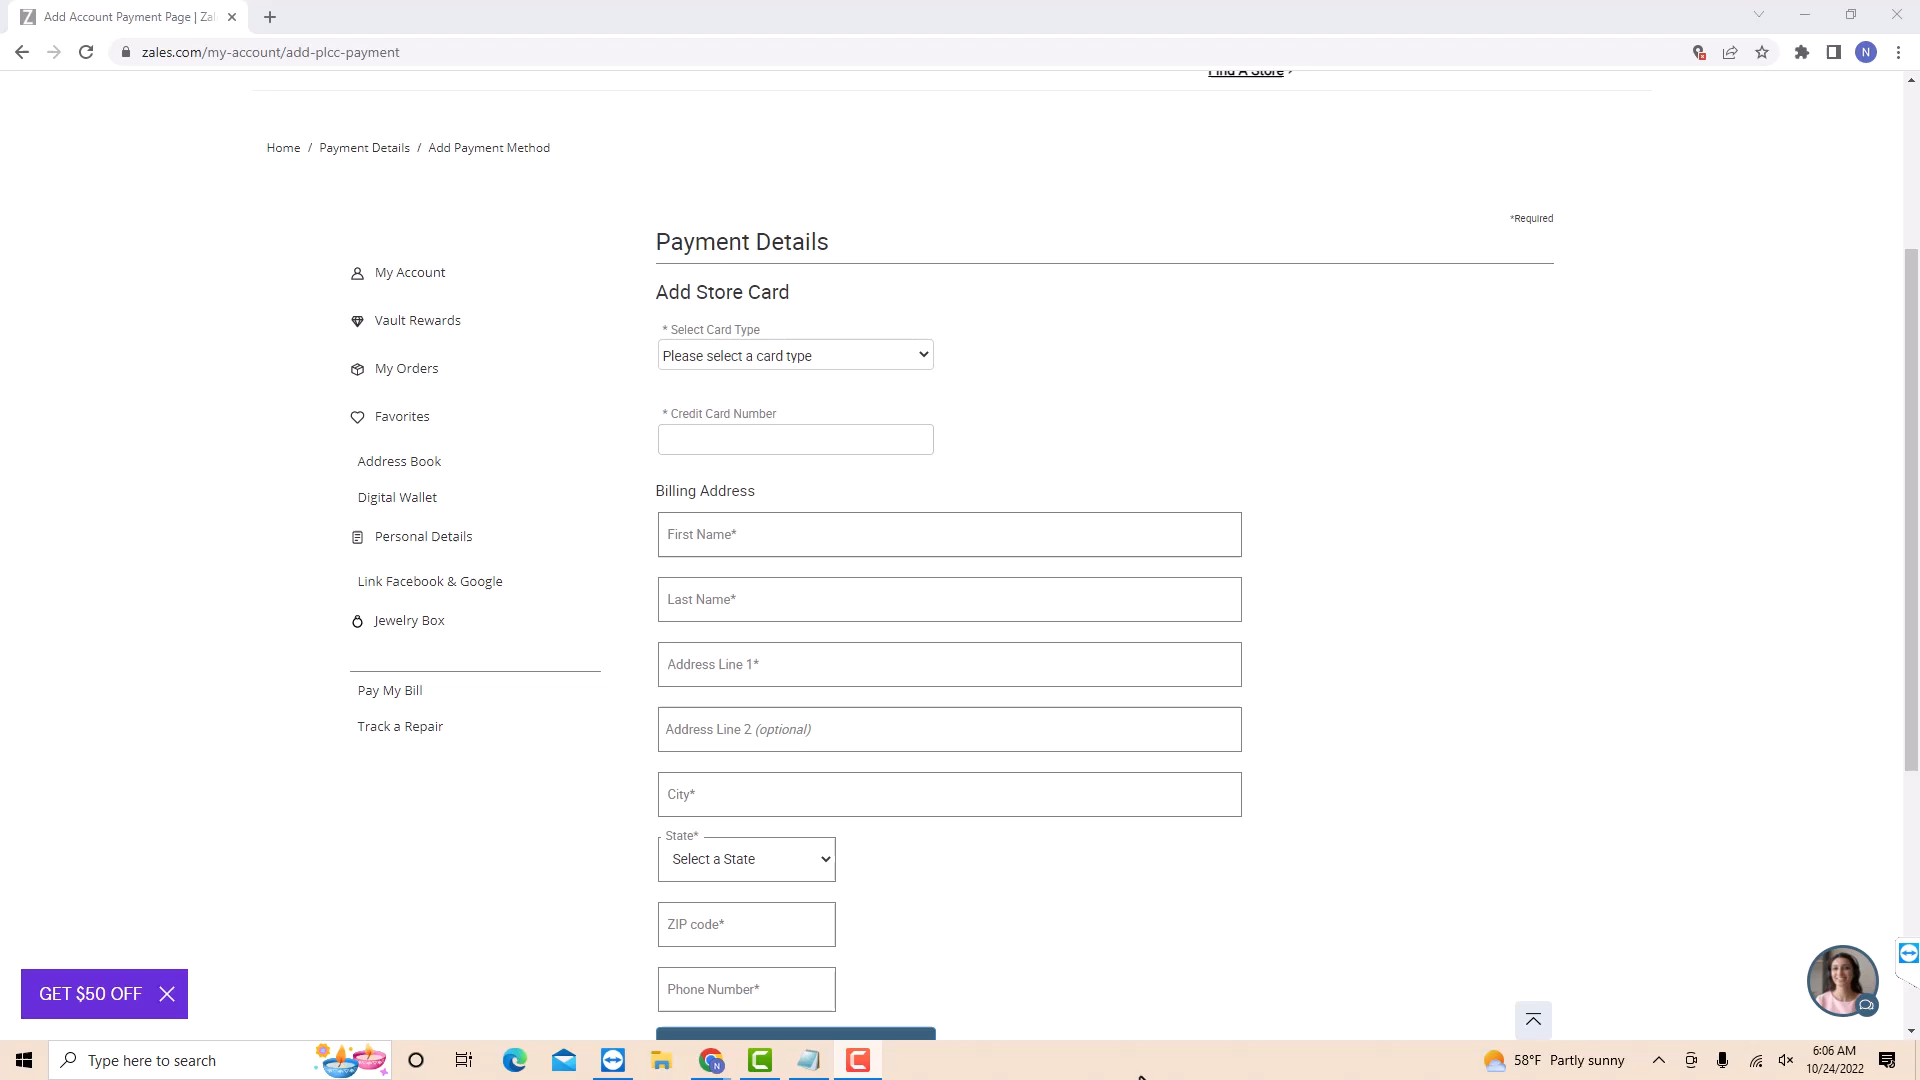 Add Account Payment Page | Zal
zales.com/my-account/add-plcc-payment
N
Find A Store
Home / Payment Details / Add Payment Method
*Required
Payment Details
My Account
Vault Rewards
My Orders
Favorites
Address Book
Digital Wallet
Personal Details
Link Facebook & Google
Jewelry Box
Pay My Bill
Track a Repair
Add Store Card
* Select Card Type
Please select a card type
* Credit Card Number
Billing Address
First Name*
Last Name*
Address Line 1*
Address Line 2 (optional)
City*
State*
Select a State
ZIP code*
Phone Number*
GET $50 OFF
Type here to search
58°F Partly sunny
6:06 AM
10/24/2022